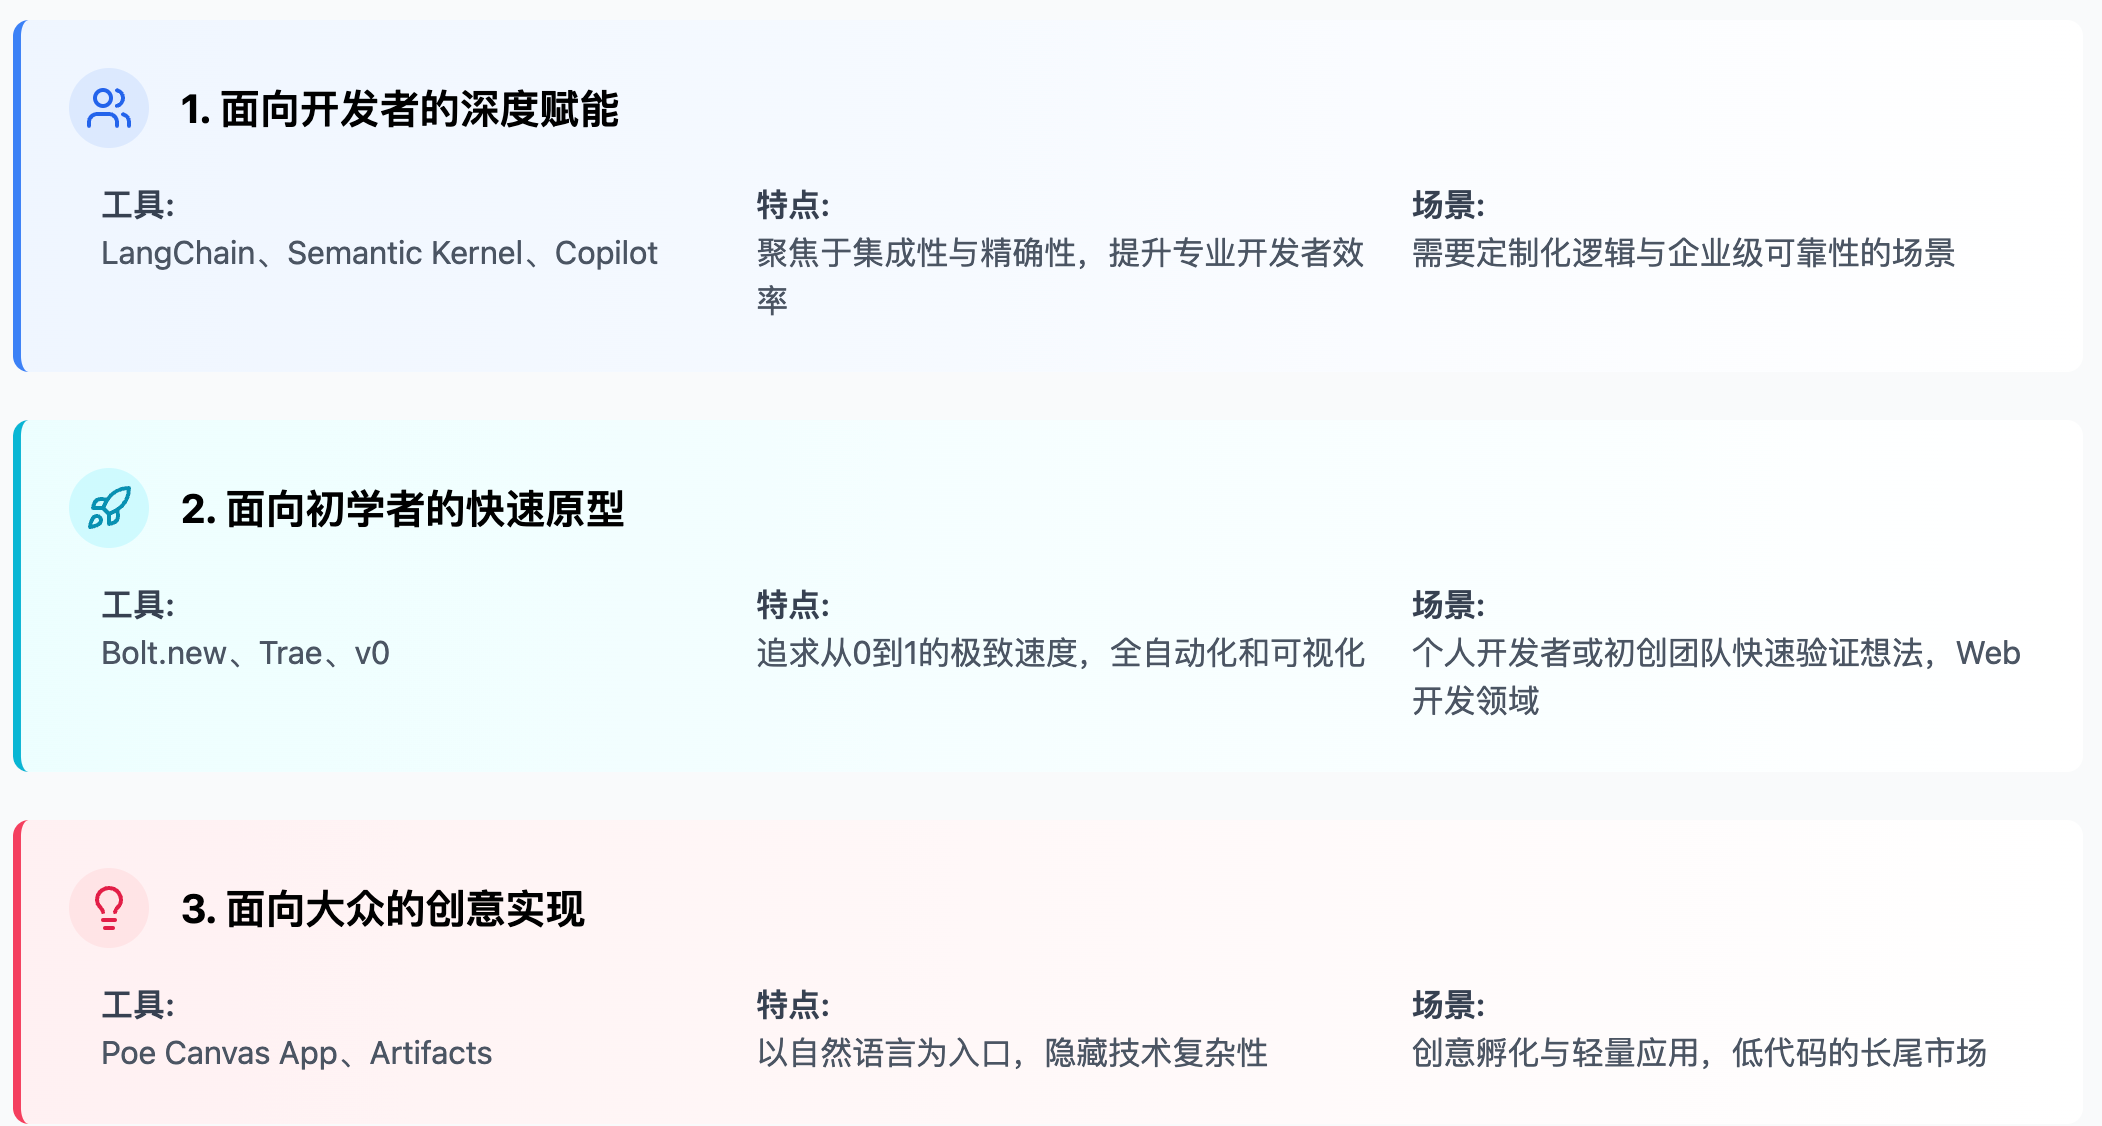 1. 面向开发者的深度赋能
工具:
LangChain、Semantic Kernel、Copilot
特点:
聚焦于集成性与精确性，提升专业开发者效
率
场景:
需要定制化逻辑与企业级可靠性的场景
2. 面向初学者的快速原型
工具:
Bolt.new、Trae、v0
特点:
追求从0到1的极致速度，全自动化和可视化
场景:
个人开发者或初创团队快速验证想法，Web
开发领域
3. 面向大众的创意实现
工具:
Poe Canvas App、Artifacts
特点:
以自然语言为入口，隐藏技术复杂性
场景:
创意孵化与轻量应用，低代码的长尾市场